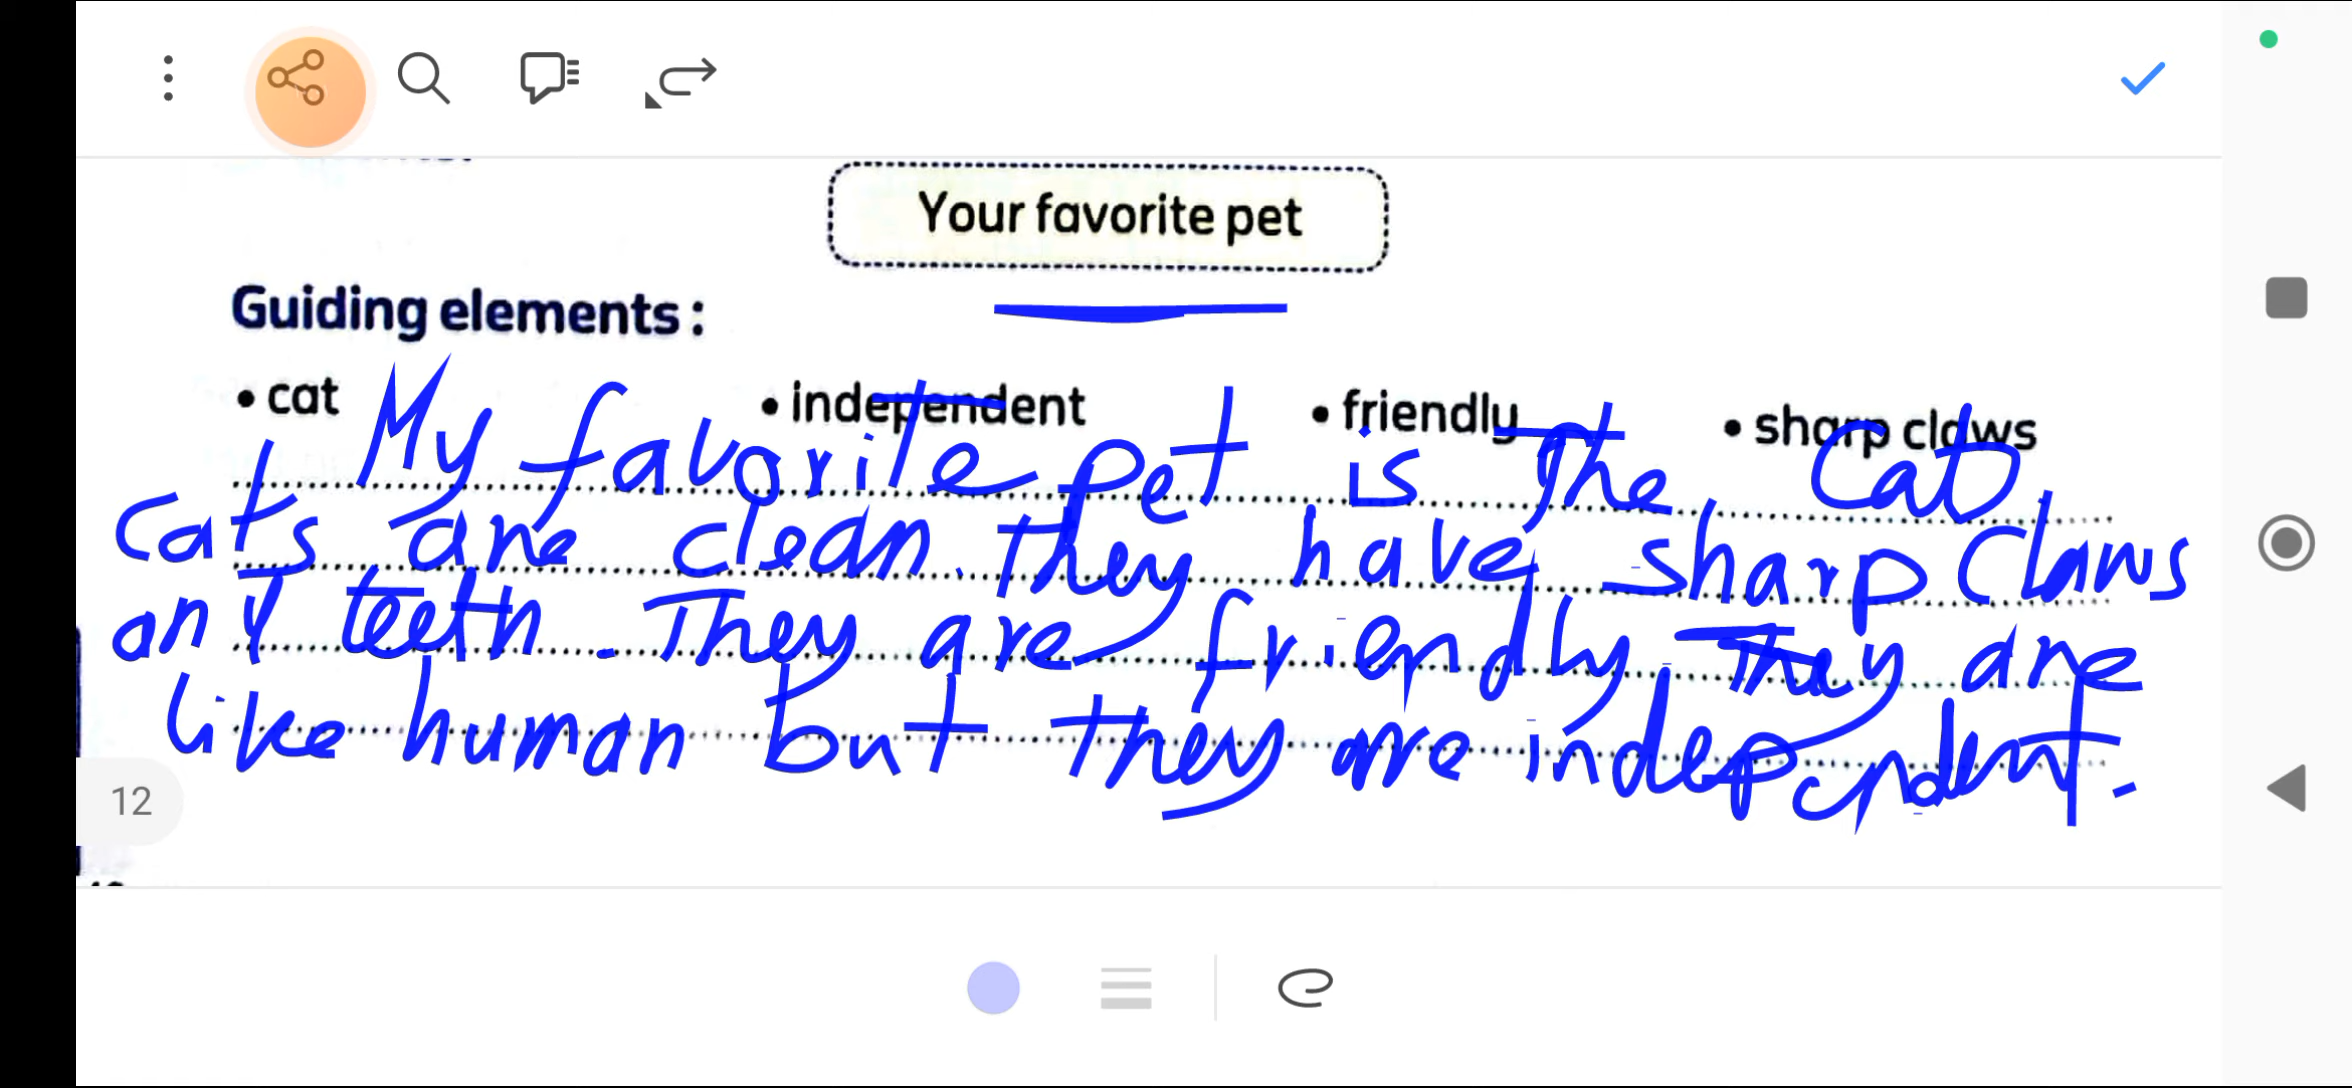 Your favorite pet
Guiding elements :
• cat • independent • friendly • sharp claws
My favorite pet is the Cat.
Cats are clean. they have sharp Claws
and teeth. They are friendly. They are
like human but they are independent.
12